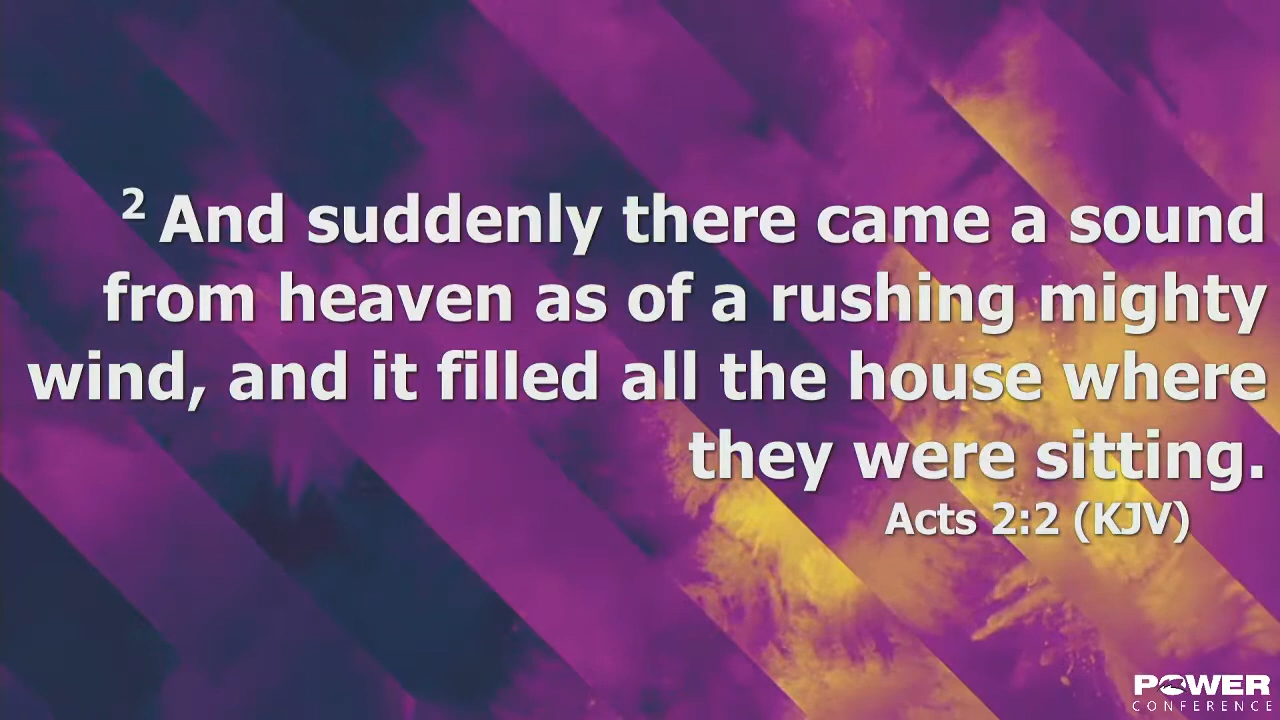 2 And suddenly there came a sound
from heaven as of a rushing mighty
wind, and it filled all the house where
they were sitting.
Acts 2:2 (KJV)
POWER
CONFERENCE